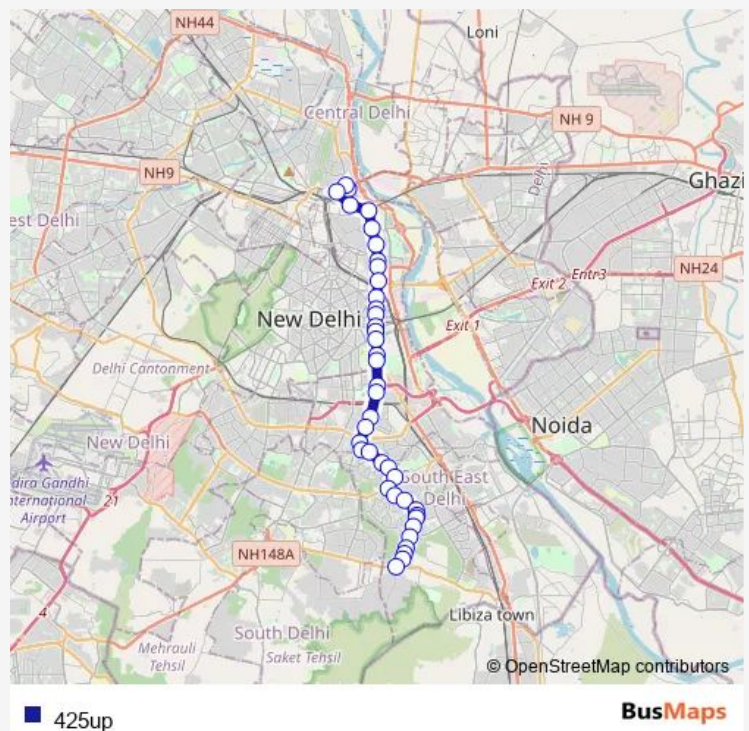 NH44
Loni
Central Delhi
NH 9
NH9
Delhi
Ghazi
est Delhi
Exit 2
Entr3
NH24
New Delhi
Exit 1
Delhi Cantonment
Noida
New Delhi
South East
Delhi
dira Gandhi
nternational
Airport
21
NH148A
4
Libiza town
South Delhi
Mehrauli
Tehsil
Saket Tehsil
© OpenStreetMap contributors
425up
BusMaps